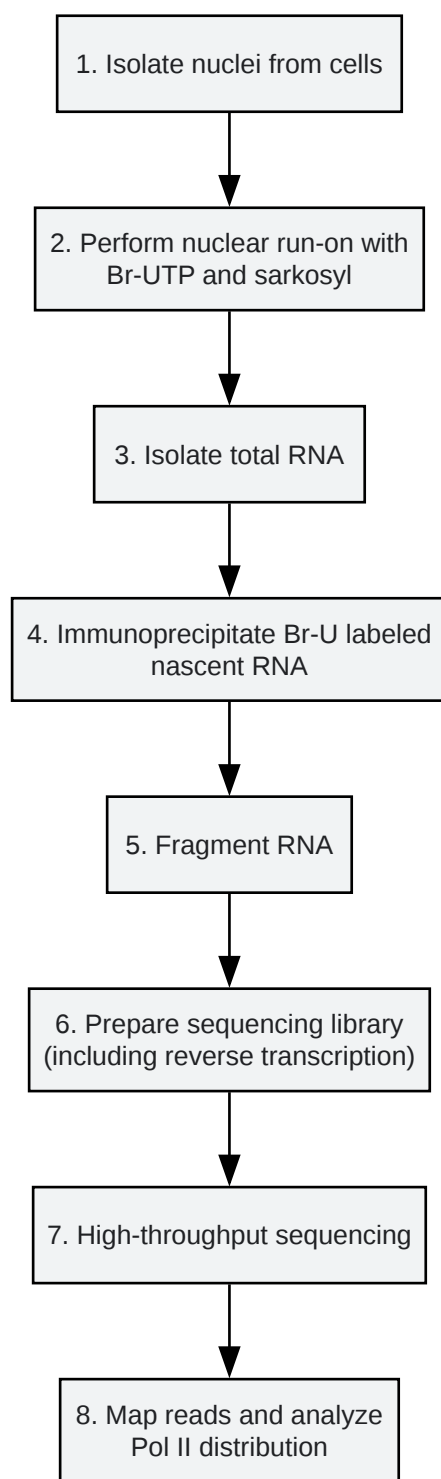 1. Isolate nuclei from cells
2. Perform nuclear run-on with
Br-UTP and sarkosyl
3. Isolate total RNA
4. Immunoprecipitate Br-U labeled
nascent RNA
5. Fragment RNA
6. Prepare sequencing library
(including reverse transcription)
7. High-throughput sequencing
8. Map reads and analyze
Pol II distribution